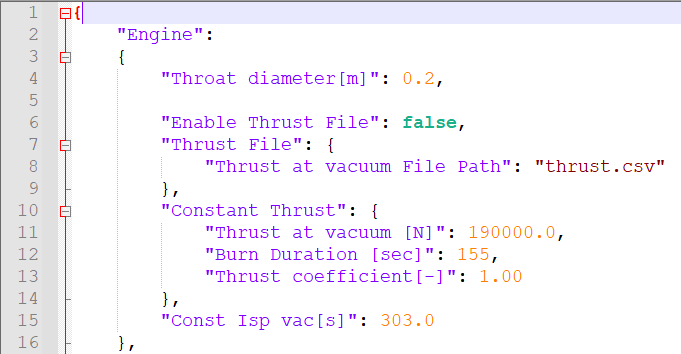 1 {
2 "Engine":
3 {
4 "Throat diameter[m]": 0.2,
5
6 "Enable Thrust File": false,
7 "Thrust File": {
8 "Thrust at vacuum File Path": "thrust.csv"
9 },
10 "Constant Thrust": {
11 "Thrust at vacuum [N]": 190000.0,
12 "Burn Duration [sec]": 155,
13 "Thrust coefficient[-]": 1.00
14 },
15 "Const Isp vac[s]": 303.0
16 },